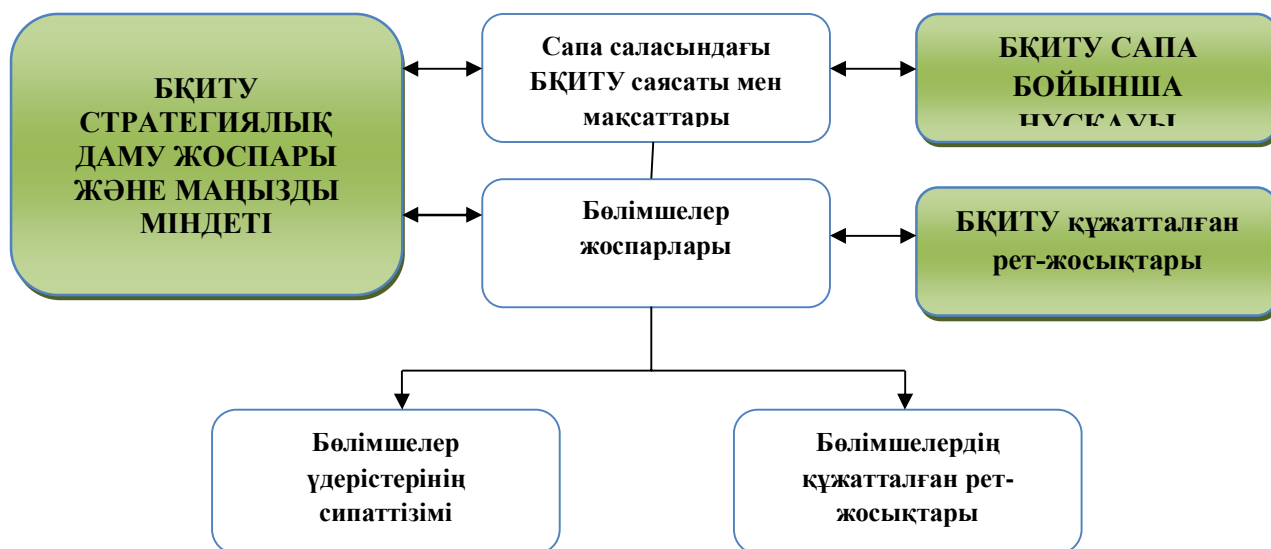 БҚИТУ
СТРАТЕГИЯЛЫҚ
ДАМУ ЖОСПАРЫ
ЖӘНЕ МАҢЫЗДЫ
МІНДЕТІ
Сапа саласындағы
БҚИТУ саясаты мен
мақсаттары
БҚИТУ САПА
БОЙЫНША
НҰСҚАУЫ
Бөлімшелер
жоспарлары
БҚИТУ құжатталған
рет-жосықтары
Бөлімшелер
үдерістерінің
сипаттізімі
Бөлімшелердің
құжатталған рет-
жосықтары